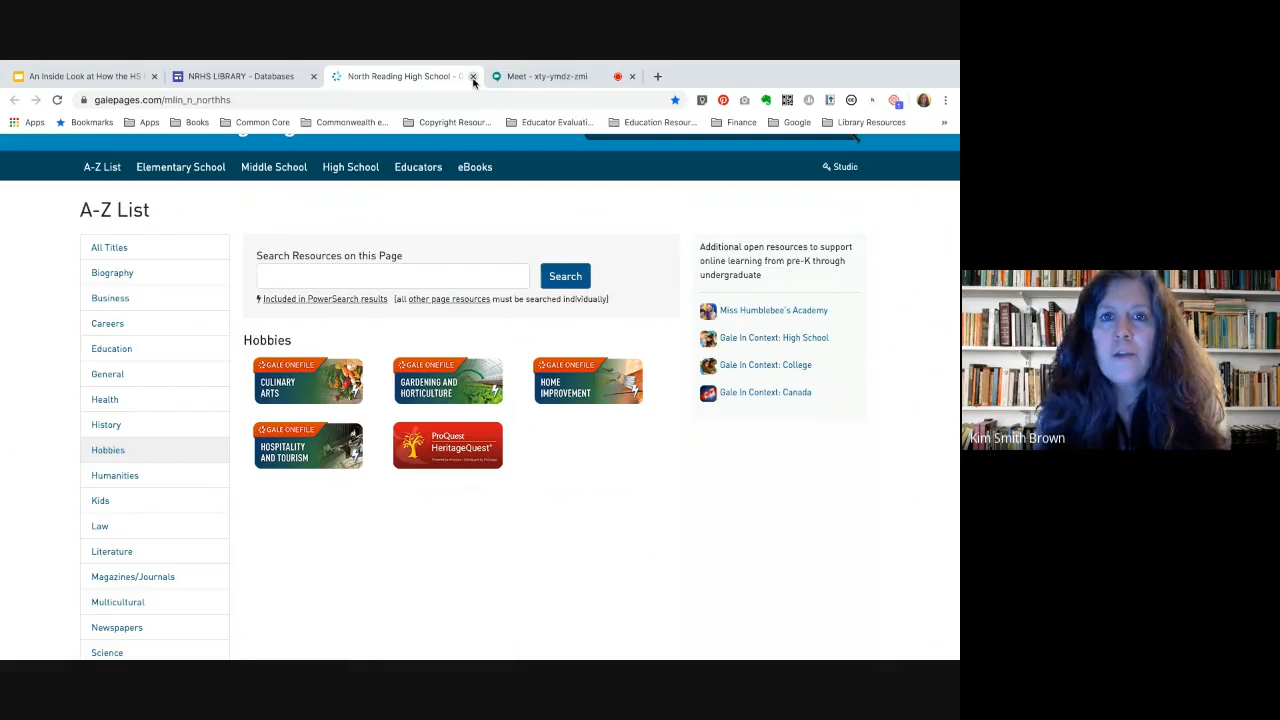 An Inside Look at How the HS
NRHS LIBRARY - Databases
North Reading High School - G
Meet - xty-ymdz-zmi
galepages.com/mlin_n_northhs
Apps
Bookmarks
Apps
Books
Common Core
Commonwealth e...
Copyright Resour...
Educator Evaluati...
Education Resour...
Finance
Google
Library Resources
»
A-Z List
Elementary School
Middle School
High School
Educators
eBooks
Studio
A-Z List
All Titles
Biography
Business
Careers
Education
General
Health
History
Hobbies
Humanities
Kids
Law
Literature
Magazines/Journals
Multicultural
Newspapers
Science
Search Resources on this Page
Search
Included in PowerSearch results [all other page resources must be searched individually]
Hobbies
GALE ONEFILE
CULINARY
ARTS
GALE ONEFILE
GARDENING AND
HORTICULTURE
GALE ONEFILE
HOME
IMPROVEMENT
GALE ONEFILE
HOSPITALITY
AND TOURISM
ProQuest
HeritageQuest
Additional open resources to support
online learning from pre-K through
undergraduate
Miss Humblebee's Academy
Gale In Context: High School
Gale In Context: College
Gale In Context: Canada
Kim Smith Brown